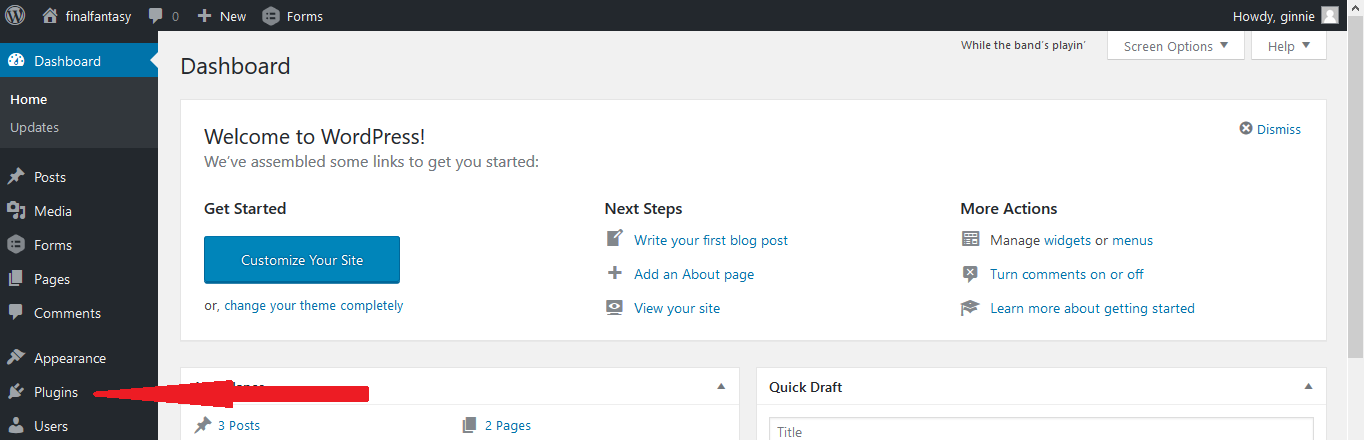 finalfantasy 0 New Forms Howdy, ginnie
Dashboard
Home
Updates
Posts
Media
Forms
Pages
Comments
Appearance
Plugins
Users
While the band's playin' Screen Options Help
Dashboard
Welcome to WordPress!
We've assembled some links to get you started:
Dismiss
Get Started
Customize Your Site
or, change your theme completely
Next Steps
Write your first blog post
Add an About page
View your site
More Actions
Manage widgets or menus
Turn comments on or off
Learn more about getting started
3 Posts 2 Pages
Quick Draft
Title